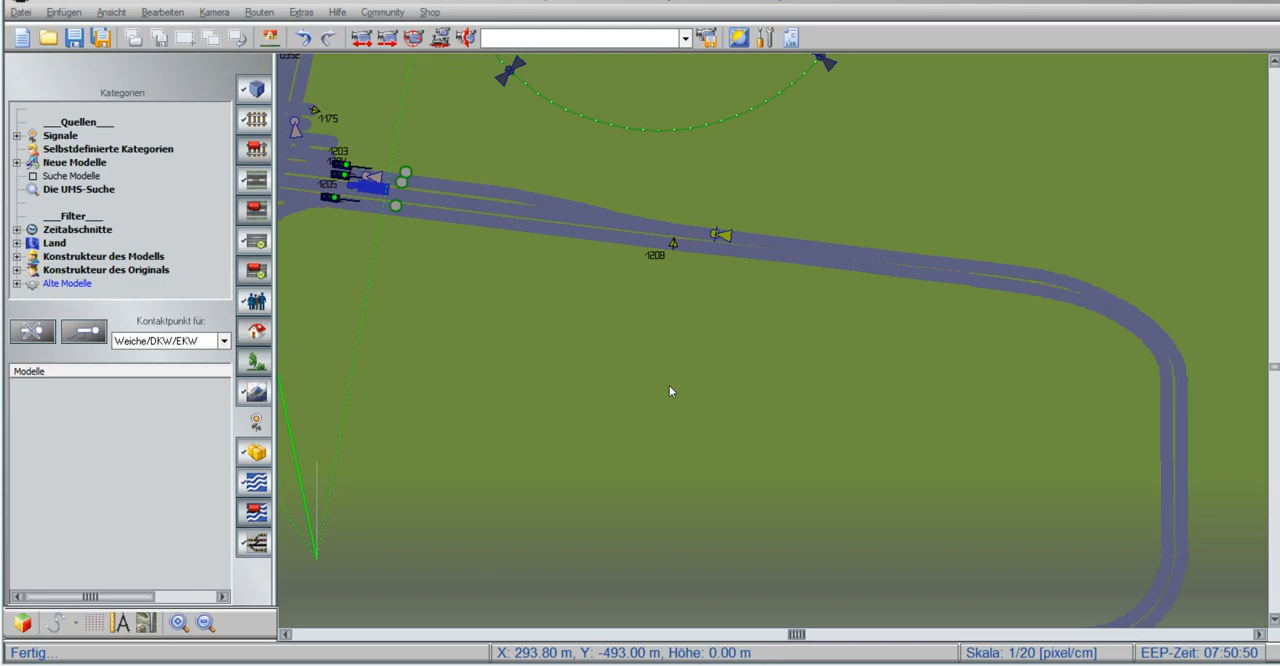 Datei Einfügen Ansicht Bearbeiten Kamera Routen Extras Hilfe Community Shop
Kategorien
___Quellen___
Signale
Selbstdefinierte Kategorien
Neue Modelle
Suche Modelle
Die UMS-Suche
___Filter___
Zeitabschnitte
Land
Konstrukteure des Modells
Konstrukteure des Originals
Alte Modelle
Kontaktpunkt für:
Weiche/DKW/EKW
Modelle
1175
1203
1205
1208
Fertig...
X: 293.80 m, Y: -493.00 m, Höhe: 0.00 m
Skala: 1/20 [pixel/cm]
EEP-Zeit: 07:50:50